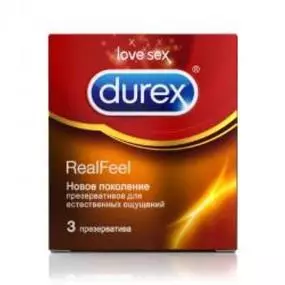 love sex
durex®
RealFeel
Новое поколение
презервативов для
естественных ощущений
3 презерватива